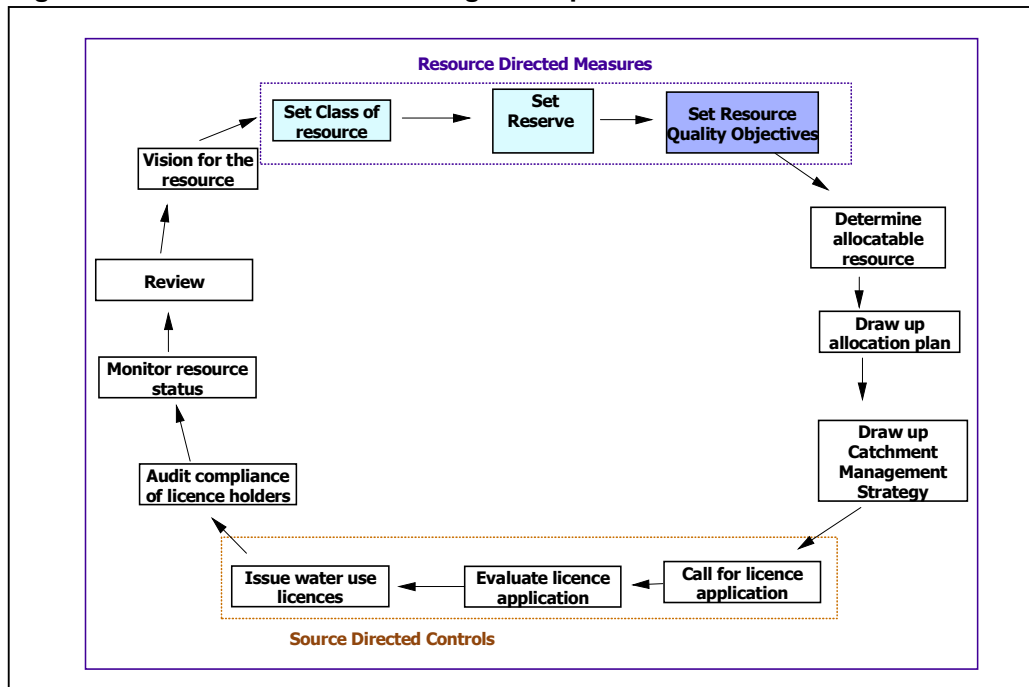 Resource Directed Measures
Set Class of
resource
Set
Reserve
Set Resource
Quality Objectives
Vision for the
resource
Determine
allocatable
resource
Review
Draw up
allocation plan
Monitor resource
status
Draw up
Catchment
Management
Strategy
Audit compliance
of licence holders
Call for licence
application
Evaluate licence
application
Issue water use
licences
Source Directed Controls